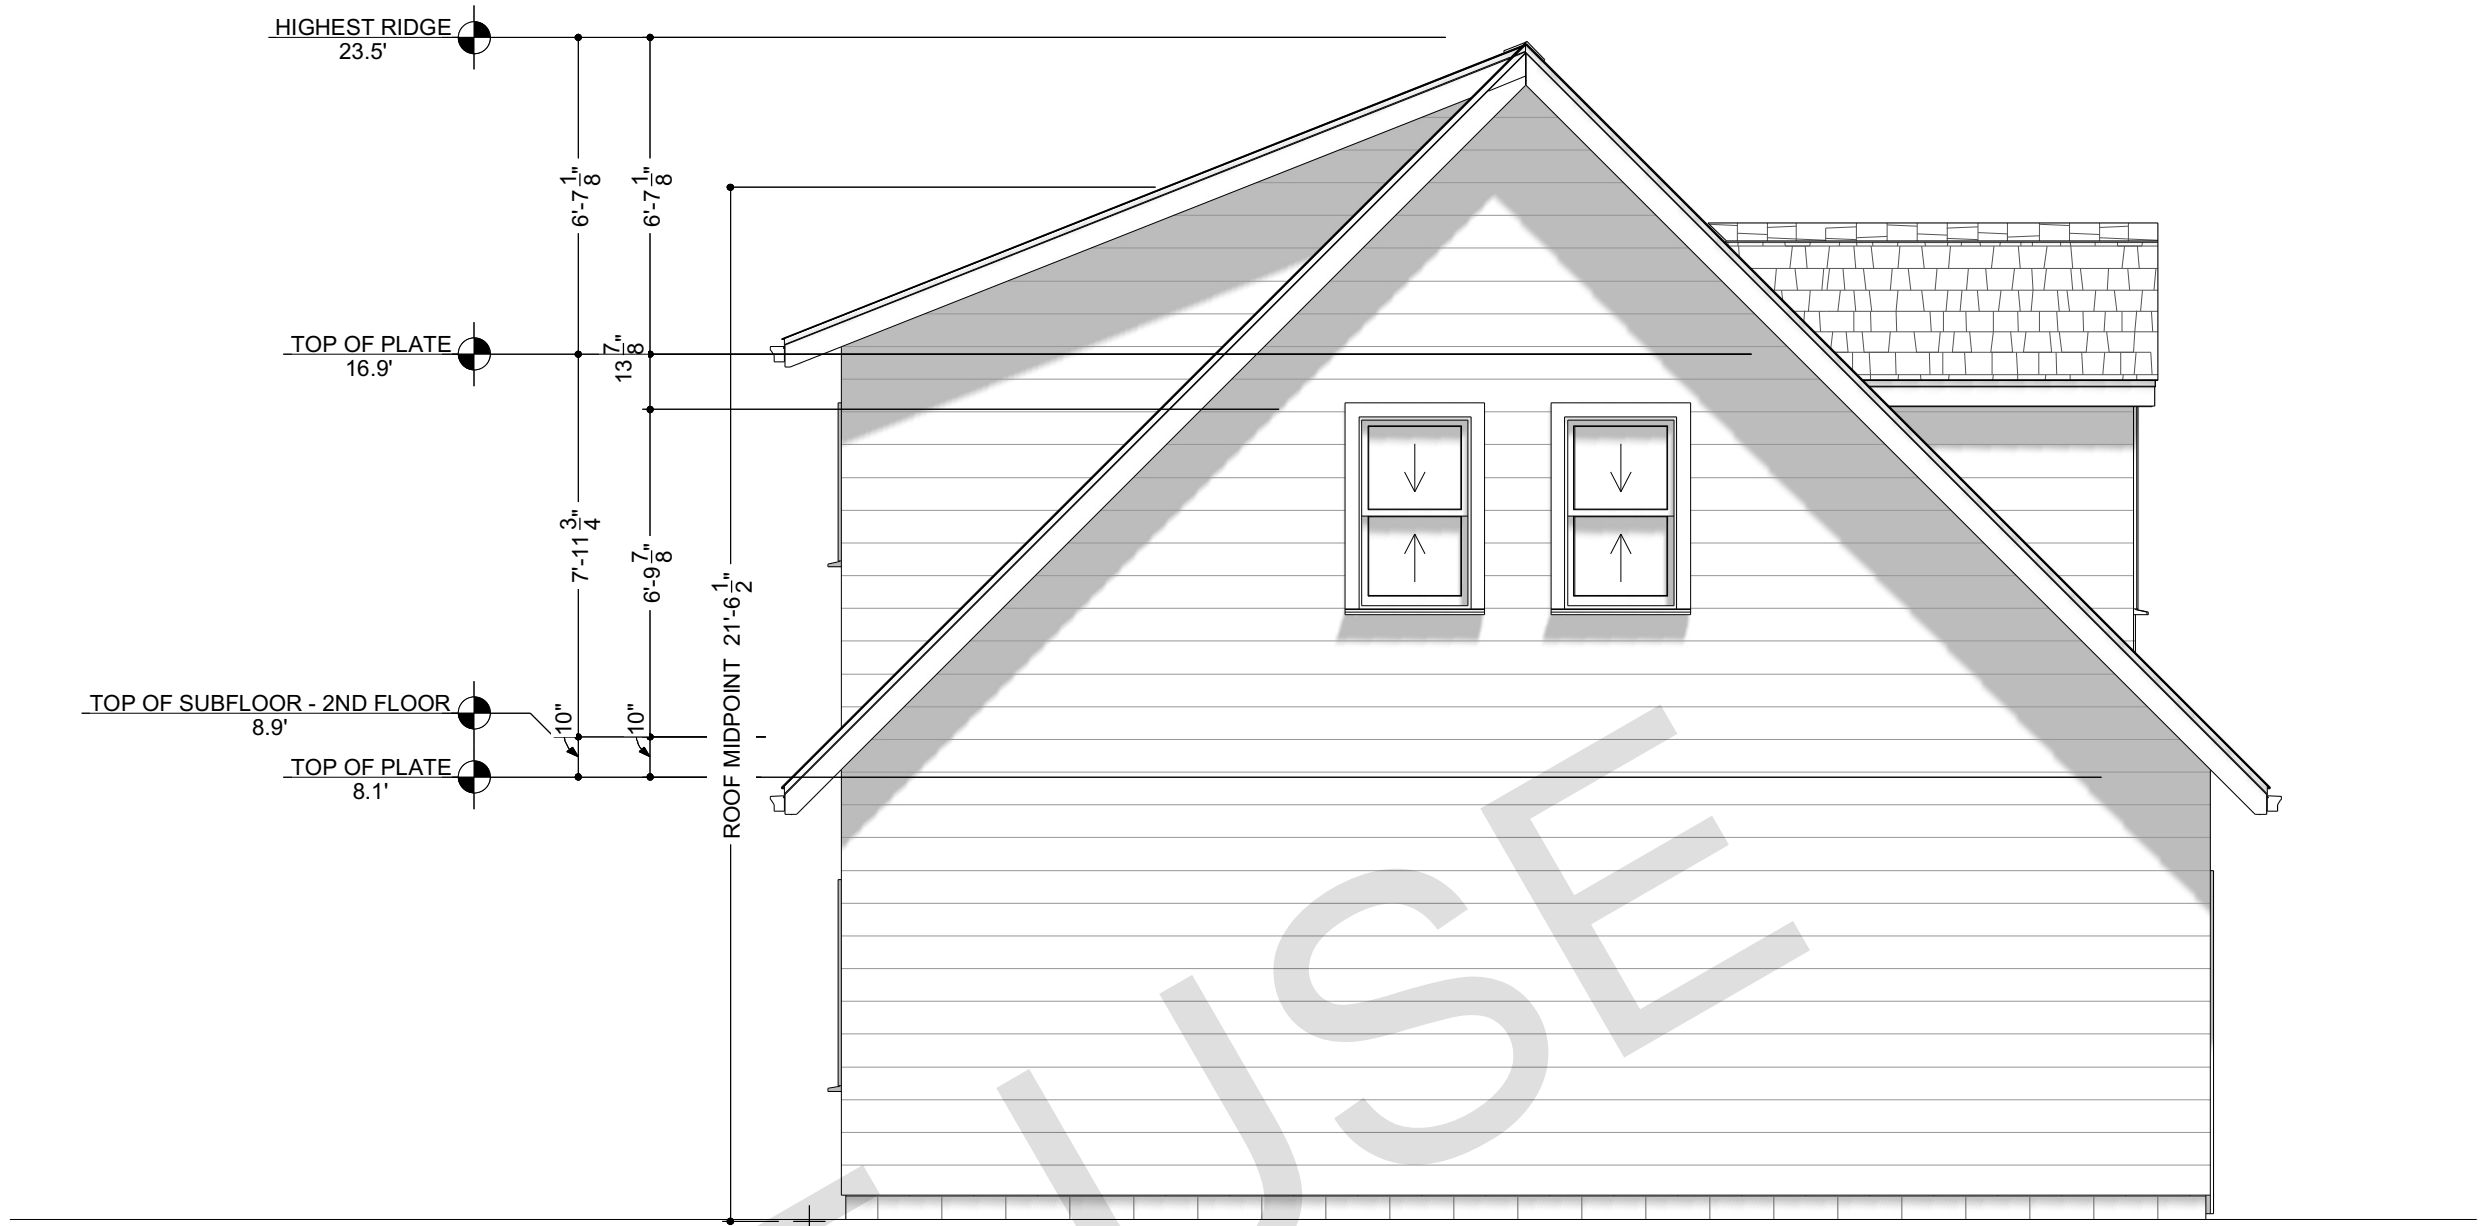 HIGHEST RIDGE
23.5'
6'-7 1/8"
6'-7 1/8"
TOP OF PLATE
16.9'
13 7/8"
7'-11 3/4"
6'-9 7/8"
ROOF MIDPOINT 21'-6 1/2"
TOP OF SUBFLOOR - 2ND FLOOR
8.9'
10"
10"
TOP OF PLATE
8.1'
USE